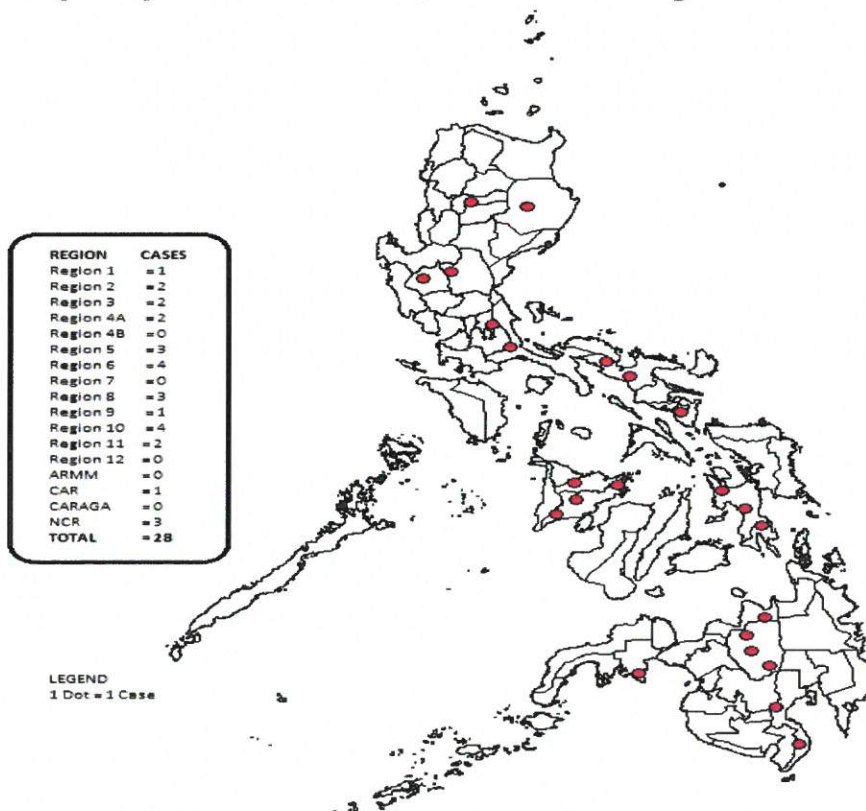 REGION CASES
Region 1 =1
Region 2 =2
Region 3 =2
Region 4A =2
Region 4B =0
Region 5 =3
Region 6 =4
Region 7 =0
Region 8 =3
Region 9 =1
Region 10 =4
Region 11 =2
Region 12 =0
ARMM =0
CAR =1
CARAGA =0
NCR =3
TOTAL =28
LEGEND
1 Dot = 1 Case